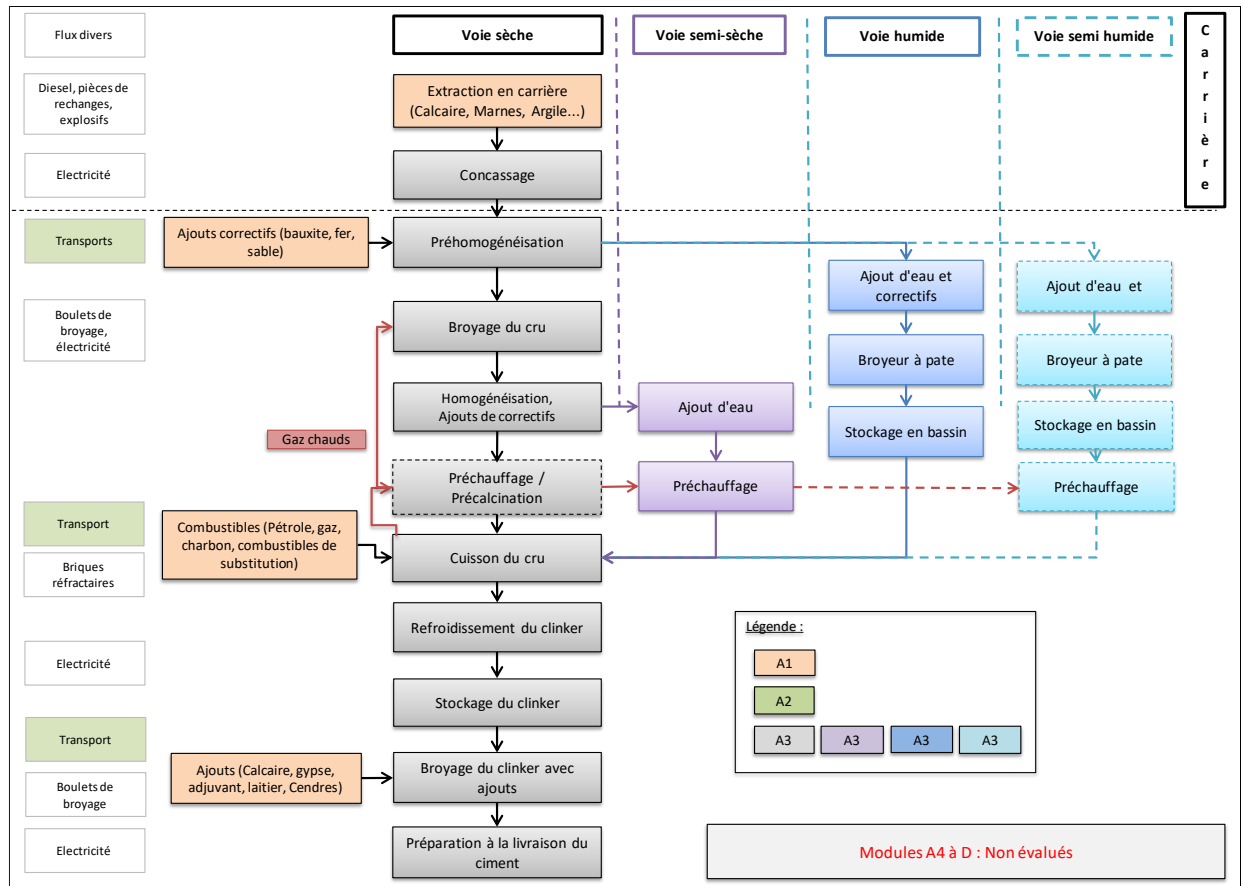 Flux divers
Voie sèche
Voie semi-sèche
Voie humide
Voie semi humide
Carrière
Diesel, pièces de
rechanges,
explosifs
Extraction en carrière
(Calcaire, Marnes, Argile...)
Electricité
Concassage
Transports
Ajouts correctifs (bauxite, fer,
sable)
Préhomogénéisation
Ajout d'eau et
correctifs
Ajout d'eau et
Boulets de
broyage,
électricité
Broyage du cru
Broyeur à pate
Broyeur à pate
Homogénéisation,
Ajouts de correctifs
Ajout d'eau
Stockage en bassin
Stockage en bassin
Gaz chauds
Préchauffage /
Précalcination
Préchauffage
Préchauffage
Transport
Combustibles (Pétrole, gaz,
charbon, combustibles de
substitution)
Cuisson du cru
Briques
réfractaires
Refroidissement du clinker
Légende :
A1
Electricité
Stockage du clinker
A2
Transport
A3
A3
A3
A3
Ajouts (Calcaire, gypse,
adjuvant, laitier, Cendres)
Broyage du clinker avec
ajouts
Boulets de
broyage
Electricité
Préparation à la livraison du
ciment
Modules A4 à D : Non évalués